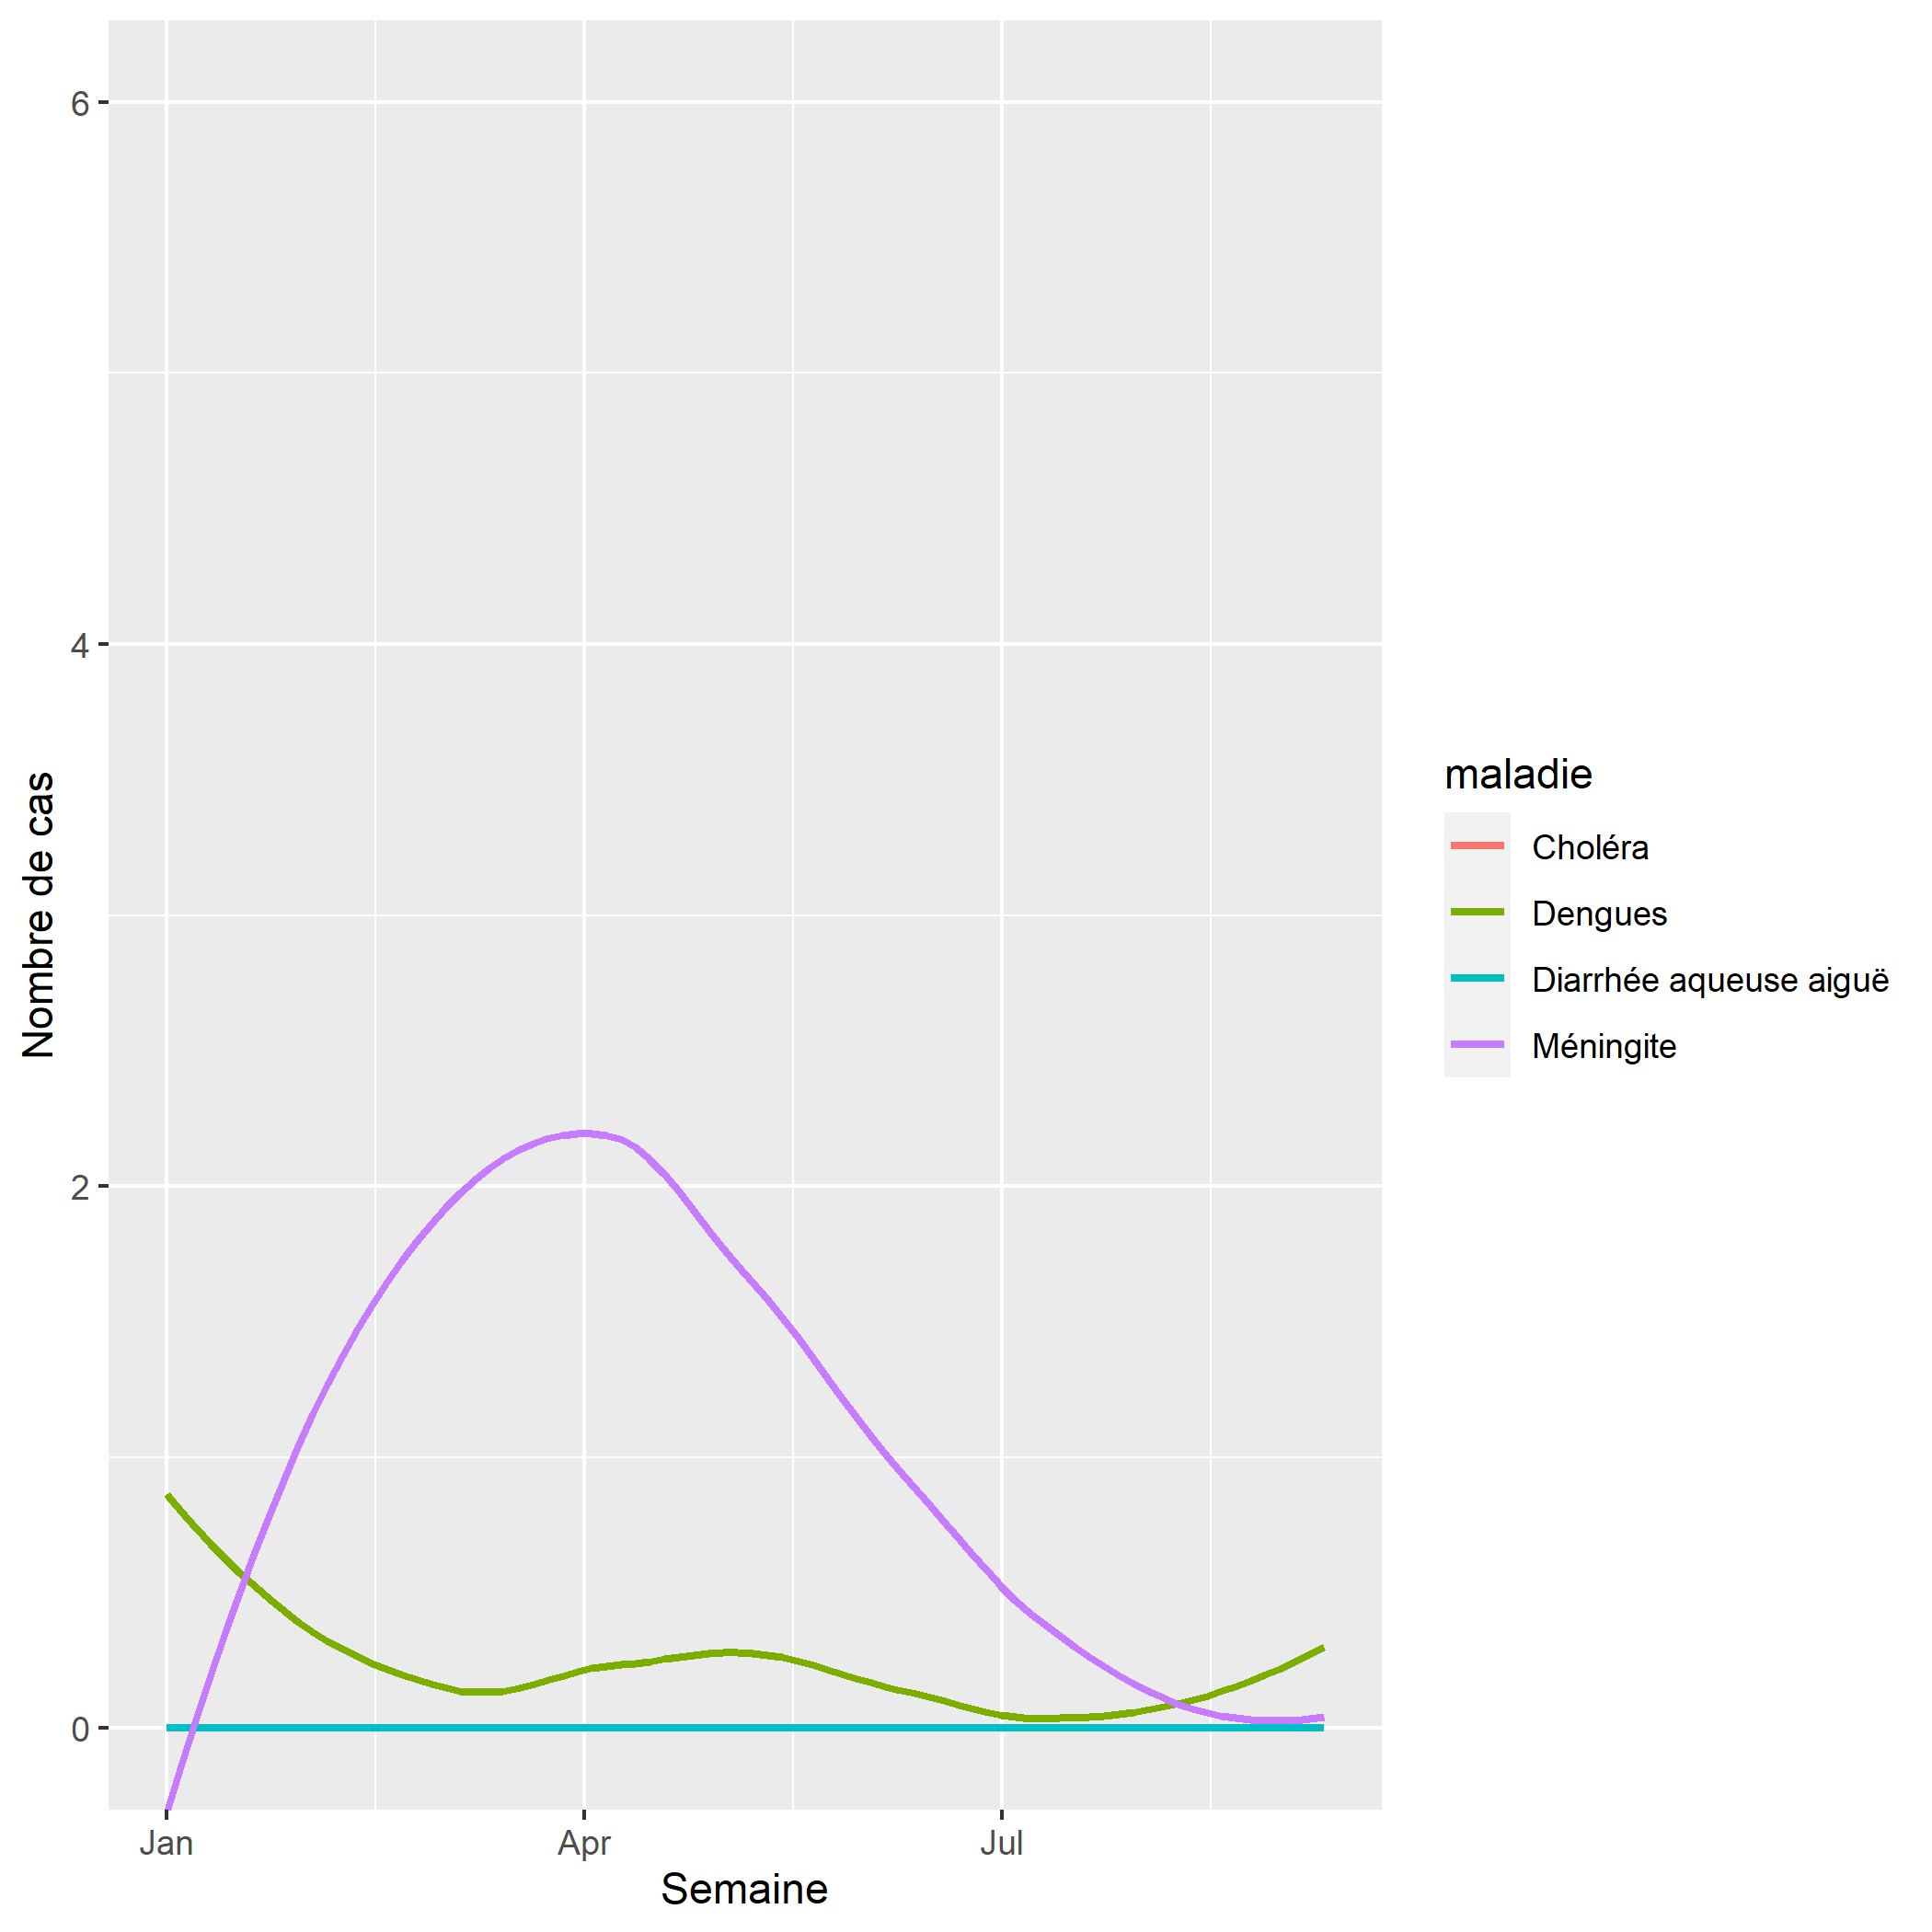 6
4
2
0
Nombre de cas
Jan
Apr
Jul
Semaine
maladie
Choléra
Dengues
Diarrhée aqueuse aiguë
Méningite